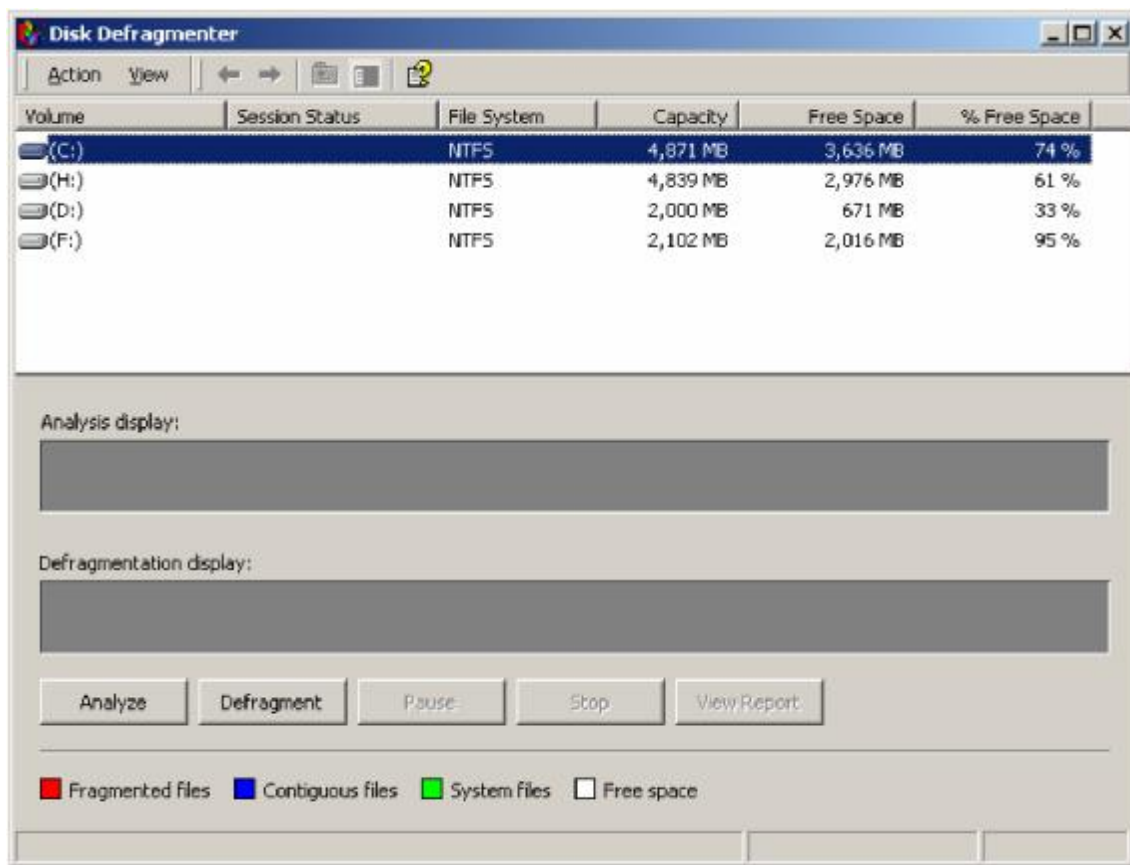 Disk Defragmenter
Action View
Volume Session Status File System Capacity Free Space % Free Space
(C:) NTFS 4,871 MB 3,636 MB 74 %
(H:) NTFS 4,839 MB 2,976 MB 61 %
(D:) NTFS 2,000 MB 671 MB 33 %
(F:) NTFS 2,102 MB 2,016 MB 95 %
Analysis display:
Defragmentation display:
Analyze Defragment Pause Stop View Report
Fragmented files Contiguous files System files Free space